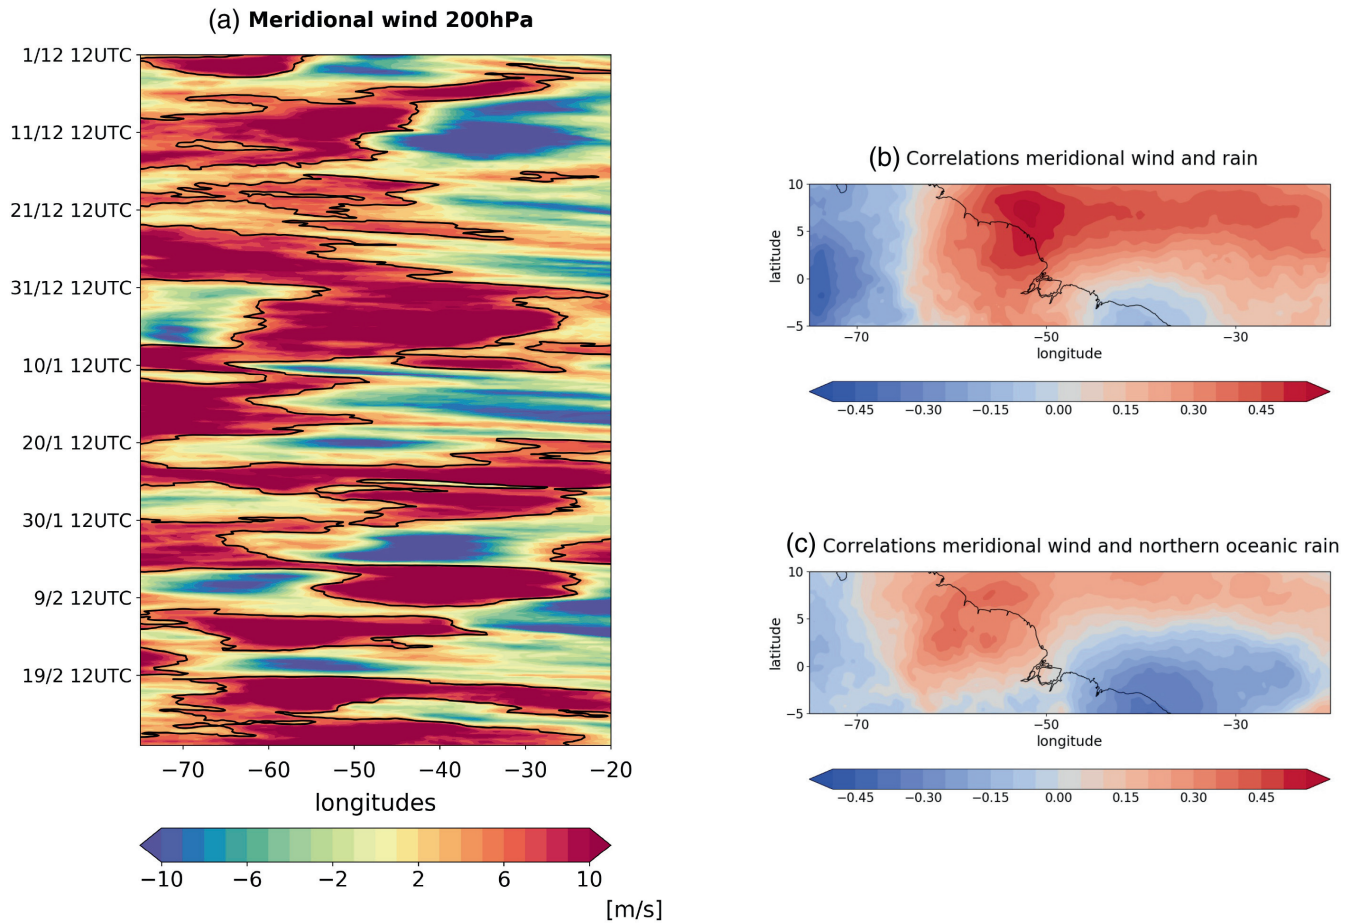 (a) Meridional wind 200hPa
1/12 12UTC
11/12 12UTC
21/12 12UTC
31/12 12UTC
10/1 12UTC
20/1 12UTC
30/1 12UTC
9/2 12UTC
19/2 12UTC
−70 −60 −50 −40 −30 −20
longitudes
−10 −6 −2 2 6 10
[m/s]
(b) Correlations meridional wind and rain
10
5
0
−5
latitude
−70 −50 −30
longitude
−0.45 −0.30 −0.15 0.00 0.15 0.30 0.45
(c) Correlations meridional wind and northern oceanic rain
10
5
0
−5
latitude
−70 −50 −30
longitude
−0.45 −0.30 −0.15 0.00 0.15 0.30 0.45